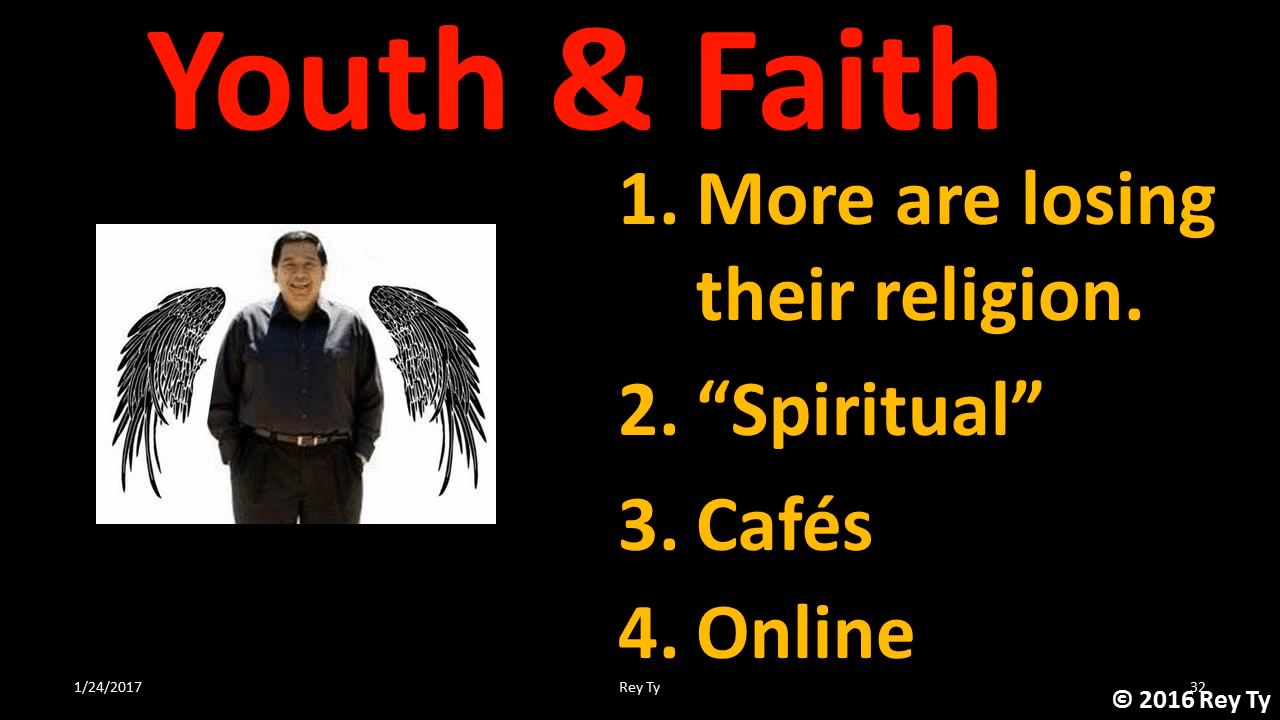 Youth & Faith
1. More are losing
their religion.
2. “Spiritual”
3. Cafés
4. Online
1/24/2017
Rey Ty
32
© 2016 Rey Ty